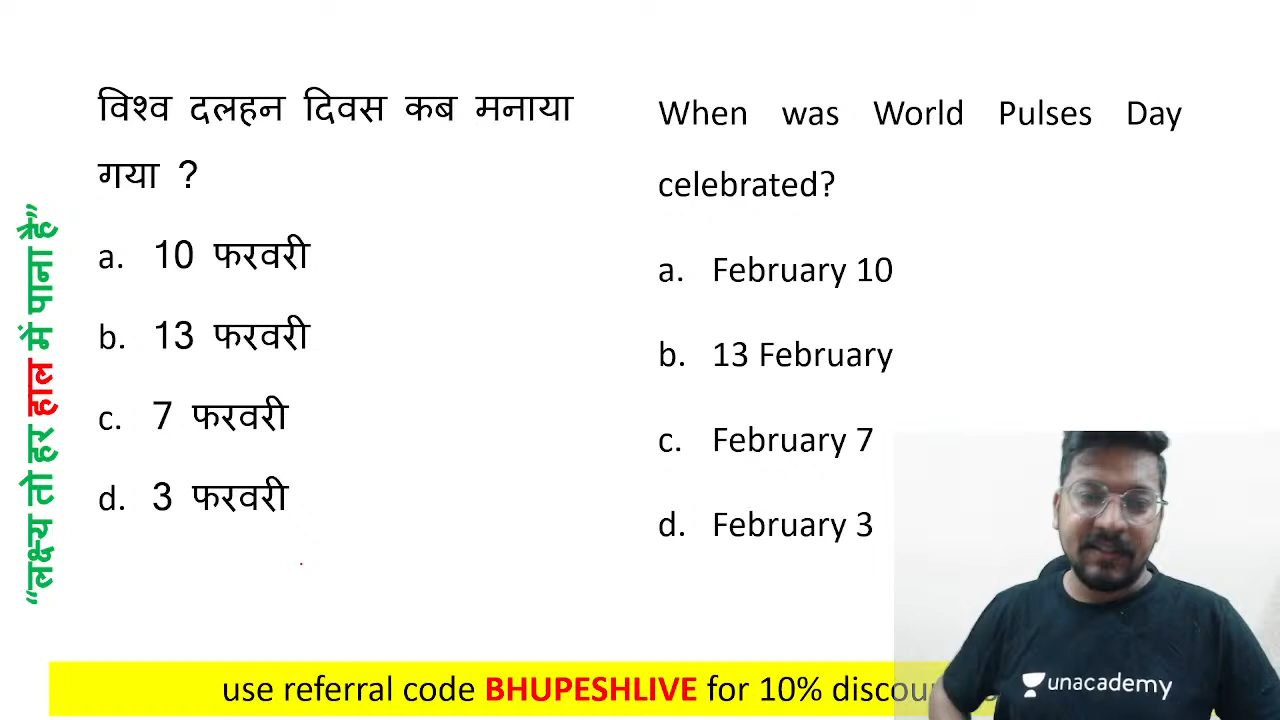 विश्व दलहन दिवस कब मनाया
गया ?
a. 10 फरवरी
b. 13 फरवरी
c. 7 फरवरी
d. 3 फरवरी
When was World Pulses Day
celebrated?
a. February 10
b. 13 February
c. February 7
d. February 3
“लक्ष्य तो हर हाल में पाना है”
use referral code BHUPESHLIVE for 10% discou
unacademy